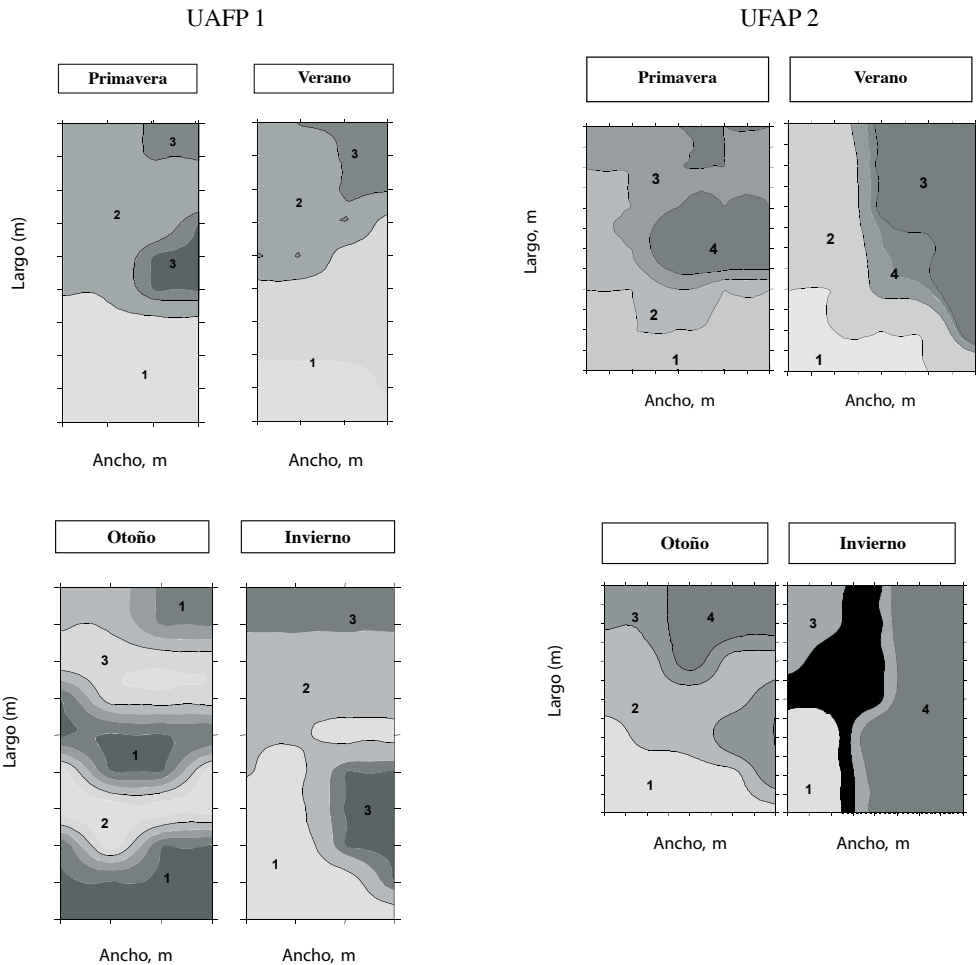 UAFP 1
UFAP 2
Primavera
Verano
Primavera
Verano
3
2
3
1
Largo (m)
Ancho, m
3
2
1
Ancho, m
3
4
2
1
Largo, m
Ancho, m
3
2
4
1
Ancho, m
Otoño
Invierno
Otoño
Invierno
1
3
1
2
1
Largo (m)
Ancho, m
3
2
3
1
Ancho, m
3
4
2
1
Largo (m)
Ancho, m
3
4
1
Ancho, m